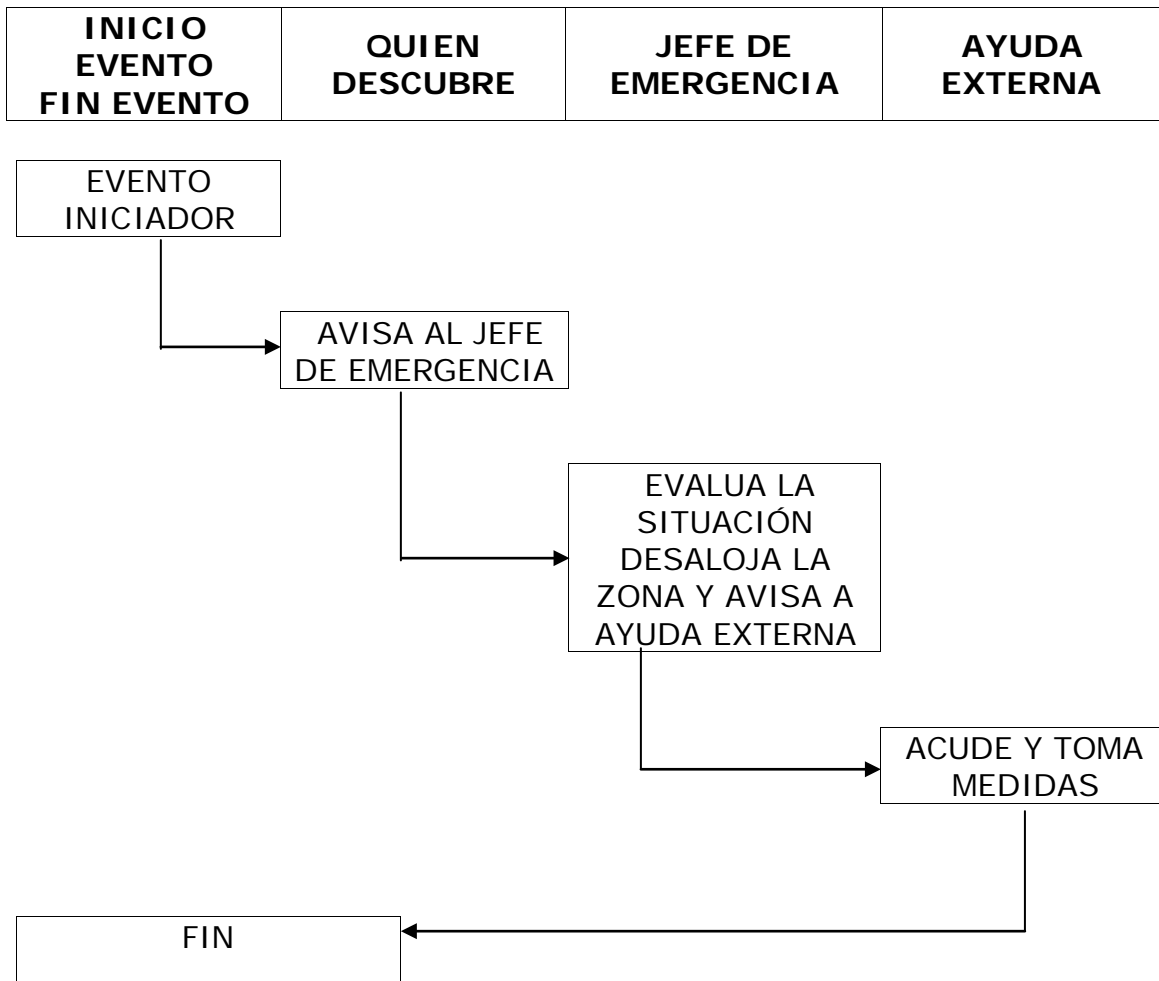 INICIO
EVENTO
FIN EVENTO
QUIEN
DESCUBRE
JEFE DE
EMERGENCIA
AYUDA
EXTERNA
EVENTO
INICIADOR
AVISA AL JEFE
DE EMERGENCIA
EVALUA LA
SITUACIÓN
DESALOJA LA
ZONA Y AVISA A
AYUDA EXTERNA
ACUDE Y TOMA
MEDIDAS
FIN